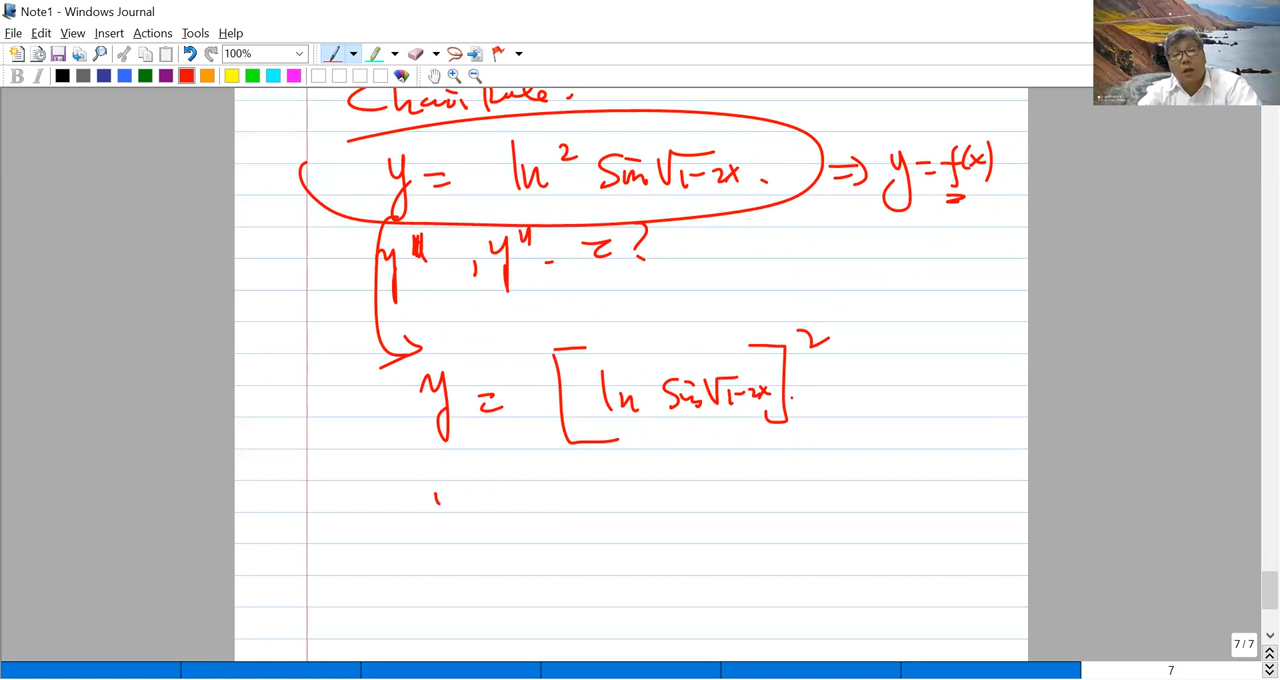 Note1 - Windows Journal
File Edit View Insert Actions Tools Help
100%
B I
Chain Rule.
y = ln² sin√1-2x. ⇒ y = f(x)
, y" = ?
y = [ln sin√1-2x]².
7/7
7